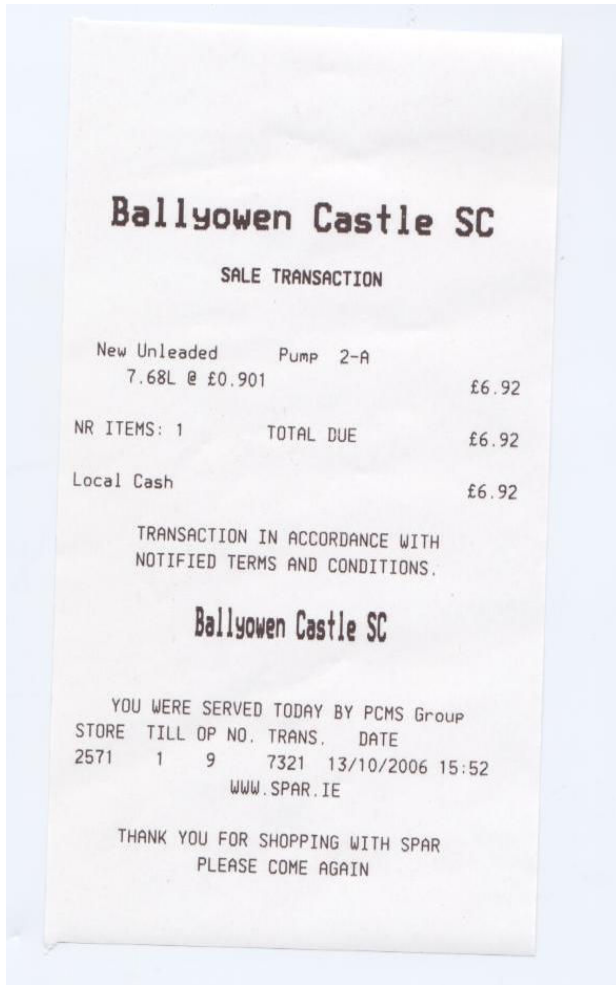 Ballyowen Castle SC
SALE TRANSACTION
New Unleaded Pump 2-A
7.68L @ £0.901 £6.92
NR ITEMS: 1 TOTAL DUE £6.92
Local Cash £6.92
TRANSACTION IN ACCORDANCE WITH
NOTIFIED TERMS AND CONDITIONS.
Ballyowen Castle SC
YOU WERE SERVED TODAY BY PCMS Group
STORE TILL OP NO. TRANS. DATE
2571 1 9 7321 13/10/2006 15:52
WWW.SPAR.IE
THANK YOU FOR SHOPPING WITH SPAR
PLEASE COME AGAIN